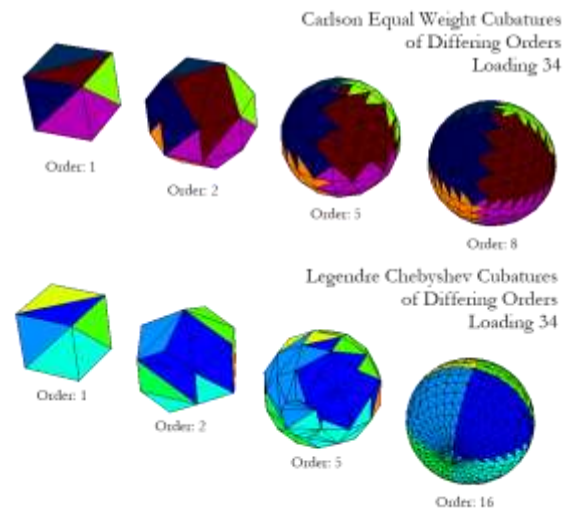 Carlson Equal Weight Cubatures
of Differing Orders
Loading 34
Order: 1
Order: 2
Order: 5
Order: 8
Legendre Chebyshev Cubatures
of Differing Orders
Loading 34
Order: 1
Order: 2
Order: 5
Order: 16